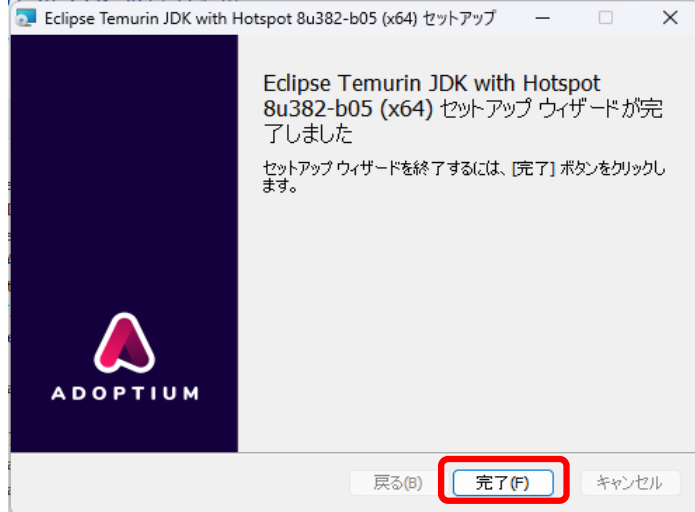 Eclipse Temurin JDK with Hotspot 8u382-b05 (x64) セットアップ
Eclipse Temurin JDK with Hotspot
8u382-b05 (x64) セットアップ ウィザードが完
了しました
セットアップ ウィザードを終了するには、[完了] ボタンをクリックし
ます。
ADOPTIUM
戻る(B) 完了(F) キャンセル